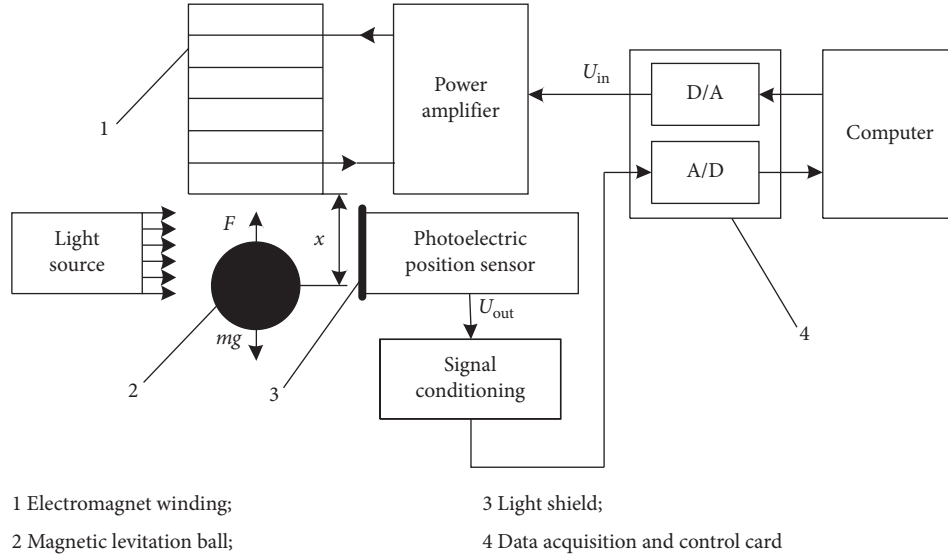 1
Power
amplifier
U_in
D/A
A/D
Computer
Light
source
F
mg
x
Photoelectric
position sensor
U_out
Signal
conditioning
2
3
4
1 Electromagnet winding;
2 Magnetic levitation ball;
3 Light shield;
4 Data acquisition and control card